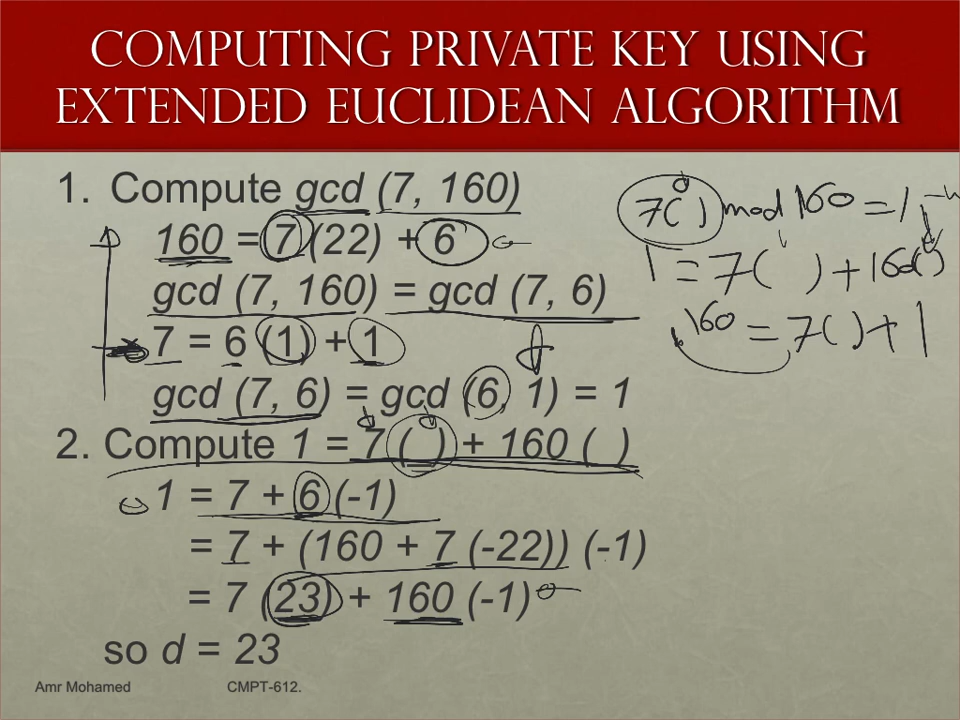 COMPUTING PRIVATE KEY USING
EXTENDED EUCLIDEAN ALGORITHM
1. Compute gcd (7, 160)
160 = 7 (22) + 6
gcd (7, 160) = gcd (7, 6)
7 = 6 (1) + 1
gcd (7, 6) = gcd (6, 1) = 1
2. Compute 1 = 7 ( ) + 160 ( )
1 = 7 + 6 (-1)
= 7 + (160 + 7 (-22)) (-1)
= 7 (23) + 160 (-1)
so d = 23
7( ) mod 160 = 1
1 = 7( ) + 160( )
160 = 7( ) + 1
Amr Mohamed
CMPT-612.